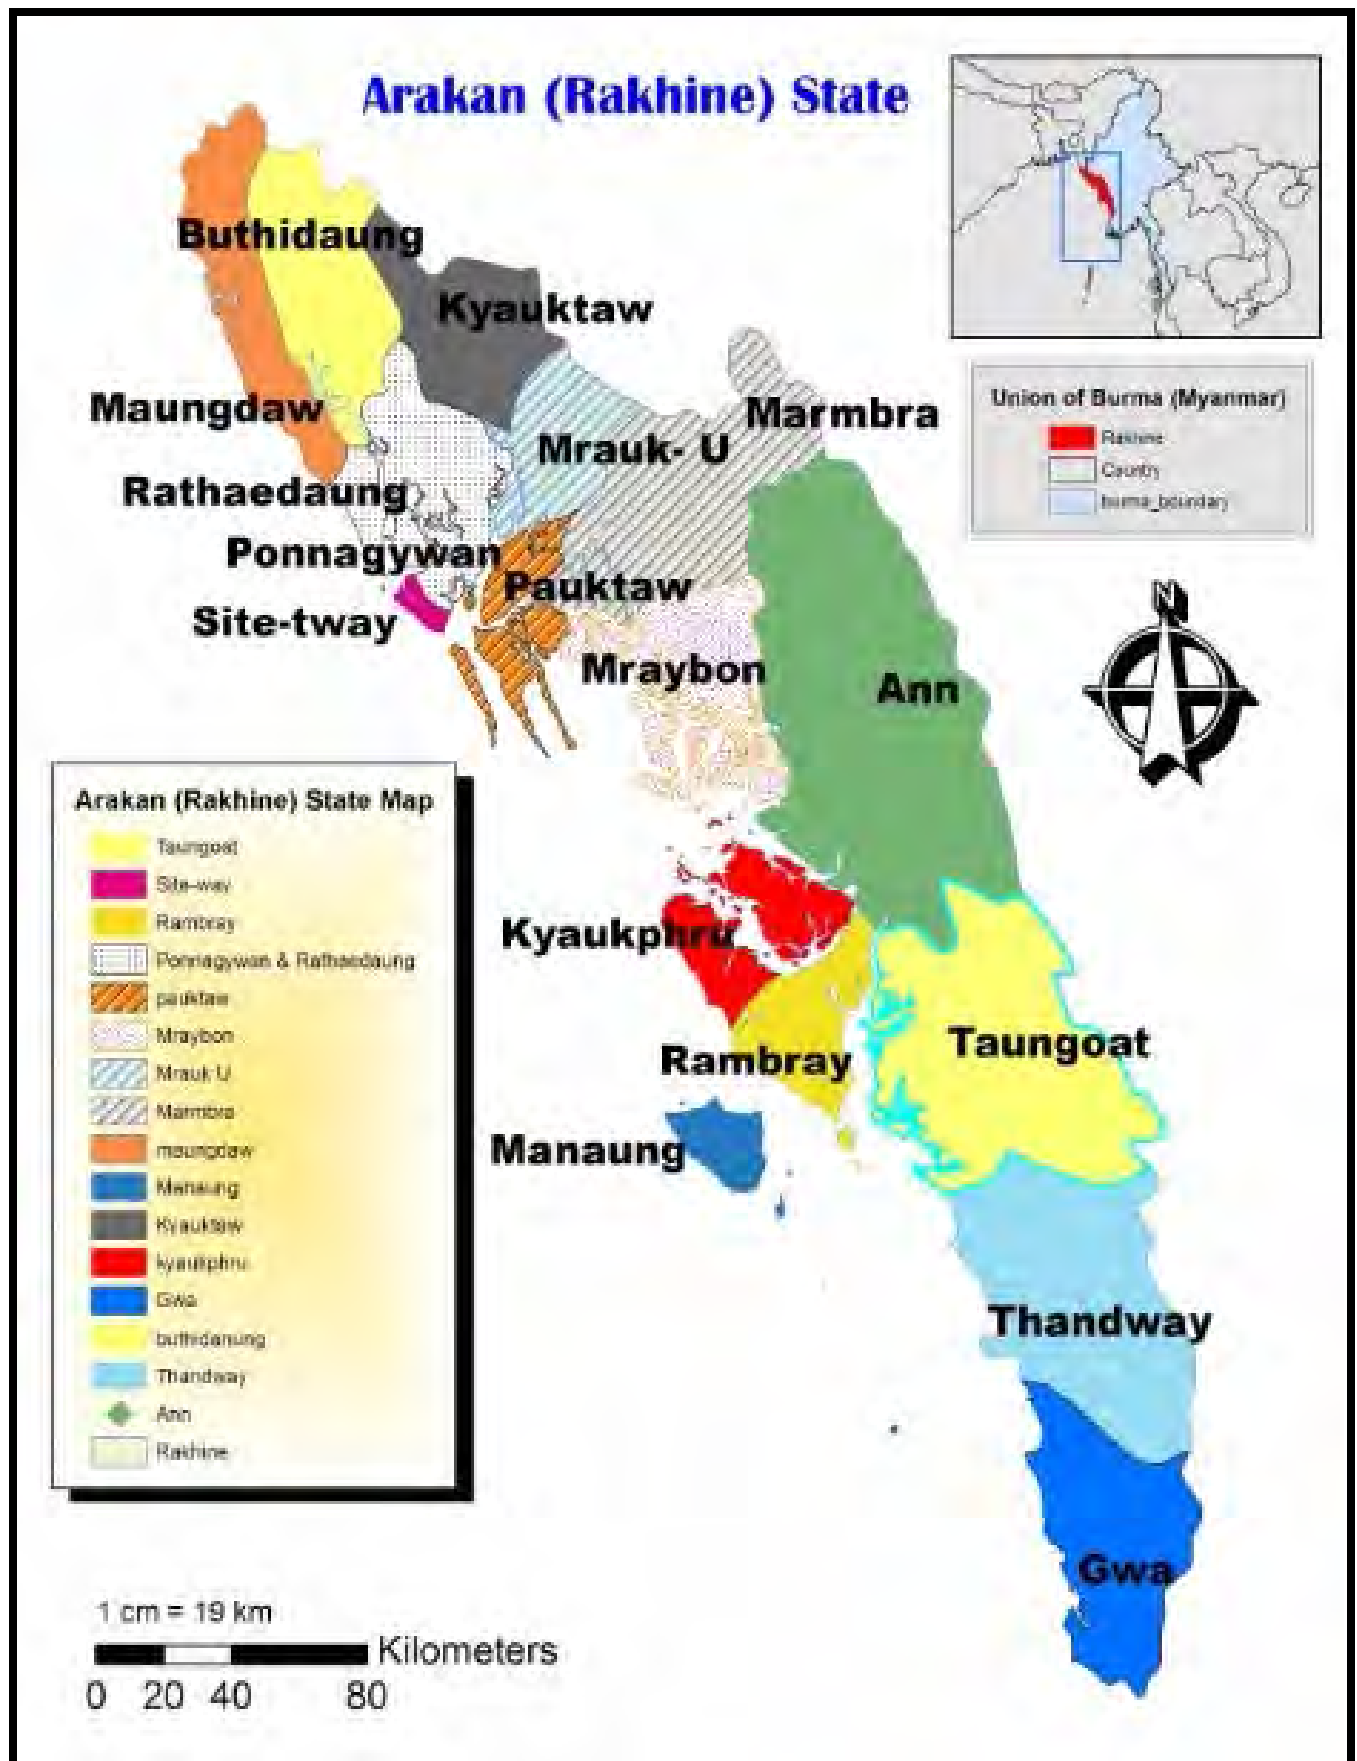 Arakan (Rakhine) State
Buthidaung
Kyauktaw
Maungdaw
Marmbra
Mrauk- U
Rathaedaung
Ponnagywan
Pauktaw
Site-tway
Mraybon
Ann
Kyaukphru
Taungoat
Rambray
Manaung
Thandway
Gwa
Union of Burma (Myanmar)
Rakhine
Country
burma_boundary
N
Arakan (Rakhine) State Map
Taungoat
Site-way
Rambray
Ponnagywan & Rathaedaung
pauktaw
Mraybon
Mrauk U
Marmbra
maungdaw
Manaung
Kyauktaw
kyaukphru
Gwa
buthidanung
Thandway
Ann
Rakhine
1 cm = 19 km
Kilometers
0 20 40 80